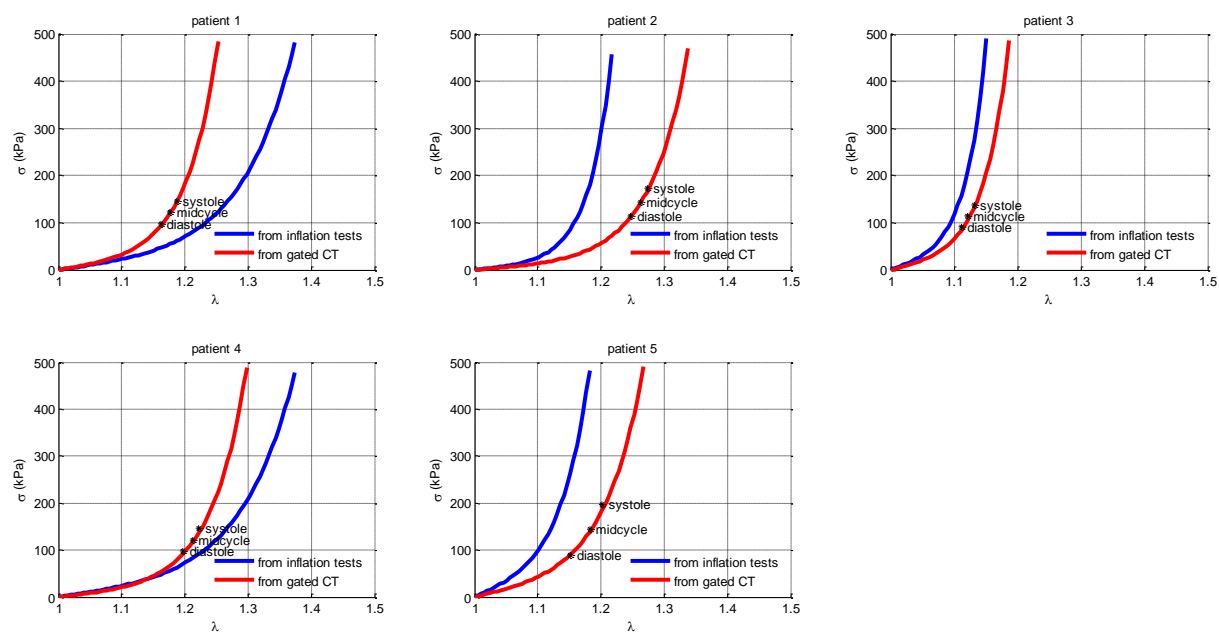 patient 1
500
400
300
200
100
0
σ (kPa)
systole
midcycle
diastole
from inflation tests
from gated CT
1 1.1 1.2 1.3 1.4 1.5
λ
patient 2
500
400
300
200
100
0
σ (kPa)
systole
midcycle
diastole
from inflation tests
from gated CT
1 1.1 1.2 1.3 1.4 1.5
λ
patient 3
500
400
300
200
100
0
σ (kPa)
systole
midcycle
diastole
from inflation tests
from gated CT
1 1.1 1.2 1.3 1.4 1.5
λ
patient 4
500
400
300
200
100
0
σ (kPa)
systole
midcycle
diastole
from inflation tests
from gated CT
1 1.1 1.2 1.3 1.4 1.5
λ
patient 5
500
400
300
200
100
0
σ (kPa)
systole
midcycle
diastole
from inflation tests
from gated CT
1 1.1 1.2 1.3 1.4 1.5
λ